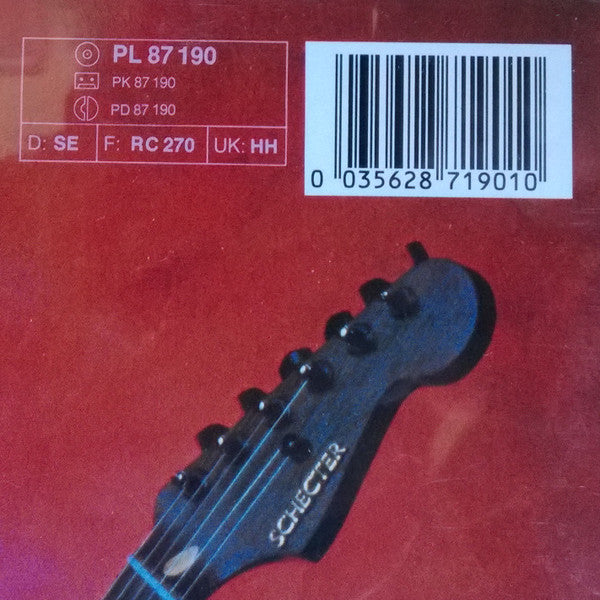 PL 87 190
PK 87 190
PD 87 190
D: SE F: RC 270 UK: HH
0 035628 719010
SCHECTER